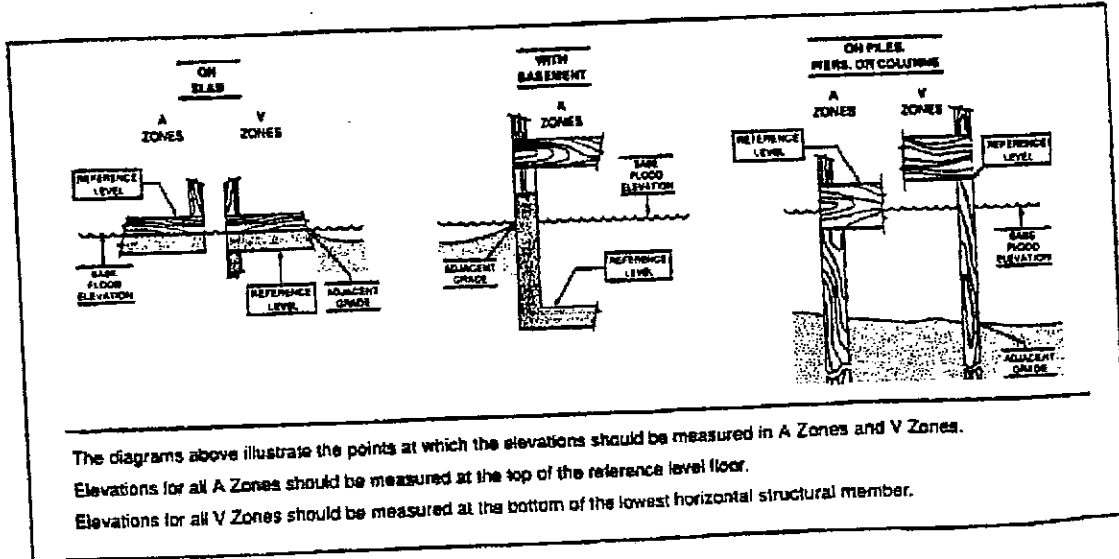 ON
SLAB
A
ZONES
V
ZONES
REFERENCE
LEVEL
BASE
FLOOD
ELEVATION
REFERENCE
LEVEL
ADJACENT
GRADE
WITH
BASEMENT
A
ZONES
BASE
FLOOD
ELEVATION
ADJACENT
GRADE
REFERENCE
LEVEL
ON PILES,
PIERS, OR COLUMNS
A
ZONES
V
ZONES
REFERENCE
LEVEL
REFERENCE
LEVEL
BASE
FLOOD
ELEVATION
ADJACENT
GRADE
The diagrams above illustrate the points at which the elevations should be measured in A Zones and V Zones.
Elevations for all A Zones should be measured at the top of the reference level floor.
Elevations for all V Zones should be measured at the bottom of the lowest horizontal structural member.